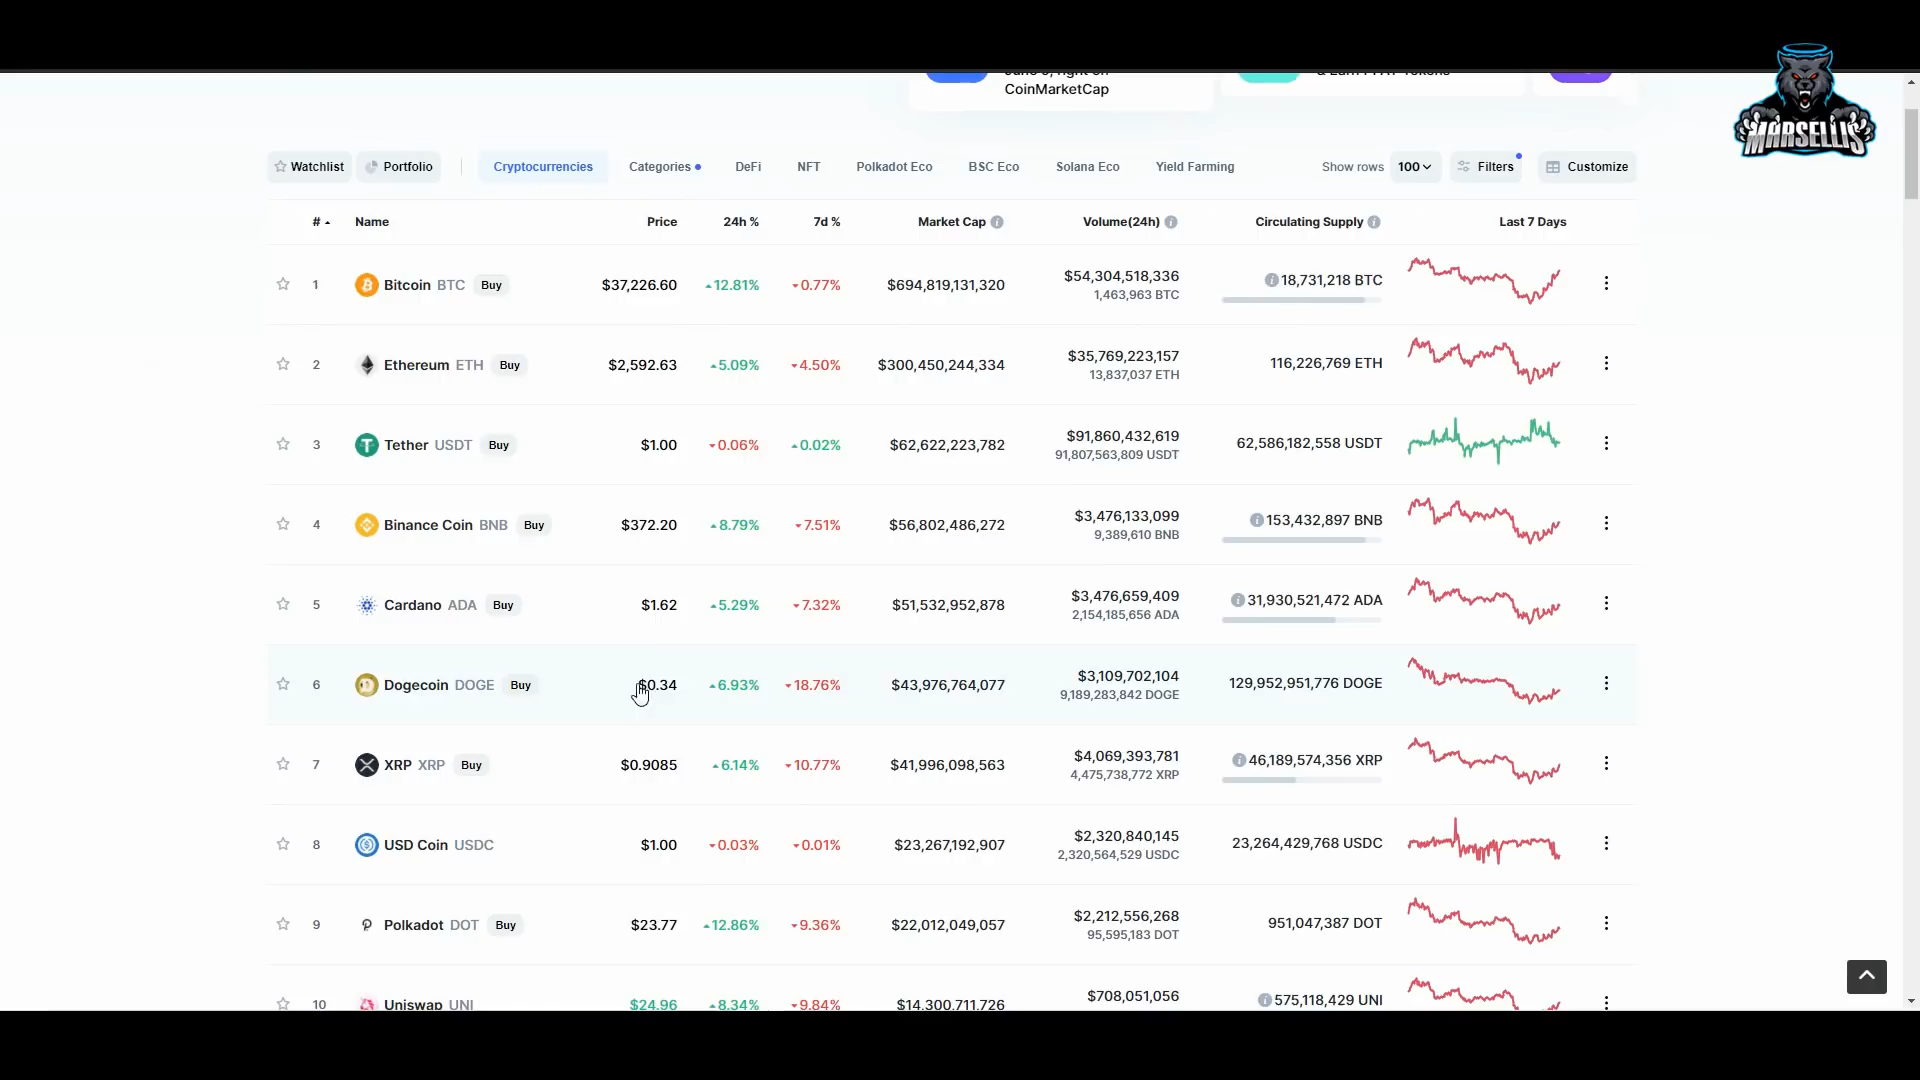 CoinMarketCap
MARSELLIS
Watchlist Portfolio Cryptocurrencies Categories DeFi NFT Polkadot Eco BSC Eco Solana Eco Yield Farming Show rows 100 Filters Customize
# Name Price 24h % 7d % Market Cap Volume(24h) Circulating Supply Last 7 Days
1 Bitcoin BTC Buy $37,226.60 12.81% 0.77% $694,819,131,320 $54,304,518,336 18,731,218 BTC
1,463,963 BTC
2 Ethereum ETH Buy $2,592.63 5.09% 4.50% $300,450,244,334 $35,769,223,157 116,226,769 ETH
13,837,037 ETH
3 Tether USDT Buy $1.00 0.06% 0.02% $62,622,223,782 $91,860,432,619 62,586,182,558 USDT
91,807,563,809 USDT
4 Binance Coin BNB Buy $372.20 8.79% 7.51% $56,802,486,272 $3,476,133,099 153,432,897 BNB
9,389,610 BNB
5 Cardano ADA Buy $1.62 5.29% 7.32% $51,532,952,878 $3,476,659,409 31,930,521,472 ADA
2,154,185,656 ADA
6 Dogecoin DOGE Buy $0.34 6.93% 18.76% $43,976,764,077 $3,109,702,104 129,952,951,776 DOGE
9,189,283,842 DOGE
7 XRP XRP Buy $0.9085 6.14% 10.77% $41,996,098,563 $4,069,393,781 46,189,574,356 XRP
4,475,738,772 XRP
8 USD Coin USDC $1.00 0.03% 0.01% $23,267,192,907 $2,320,840,145 23,264,429,768 USDC
2,320,564,529 USDC
9 Polkadot DOT Buy $23.77 12.86% 9.36% $22,012,049,057 $2,212,556,268 951,047,387 DOT
95,595,183 DOT
10 Uniswap UNI $24.96 8.34% 9.84% $14,300,711,726 $708,051,056 575,118,429 UNI